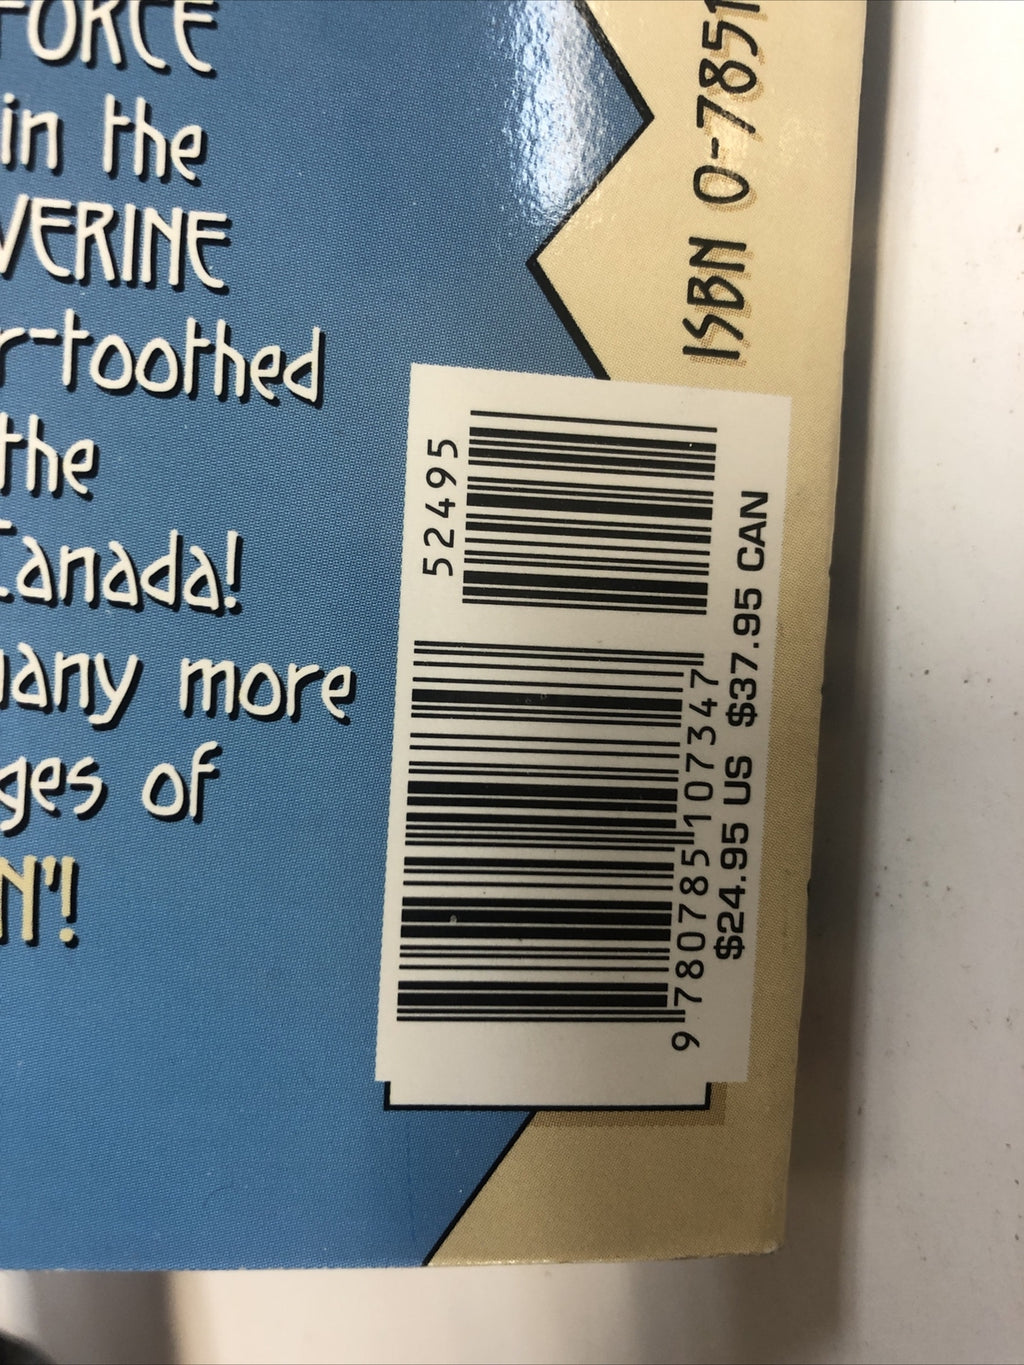 FORCE
in the
VERINE
r-toothed
the
Canada!
many more
ges of
N'!
ISBN 0-7851
52495
9 780785 107347
$24.95 US $37.95 CAN